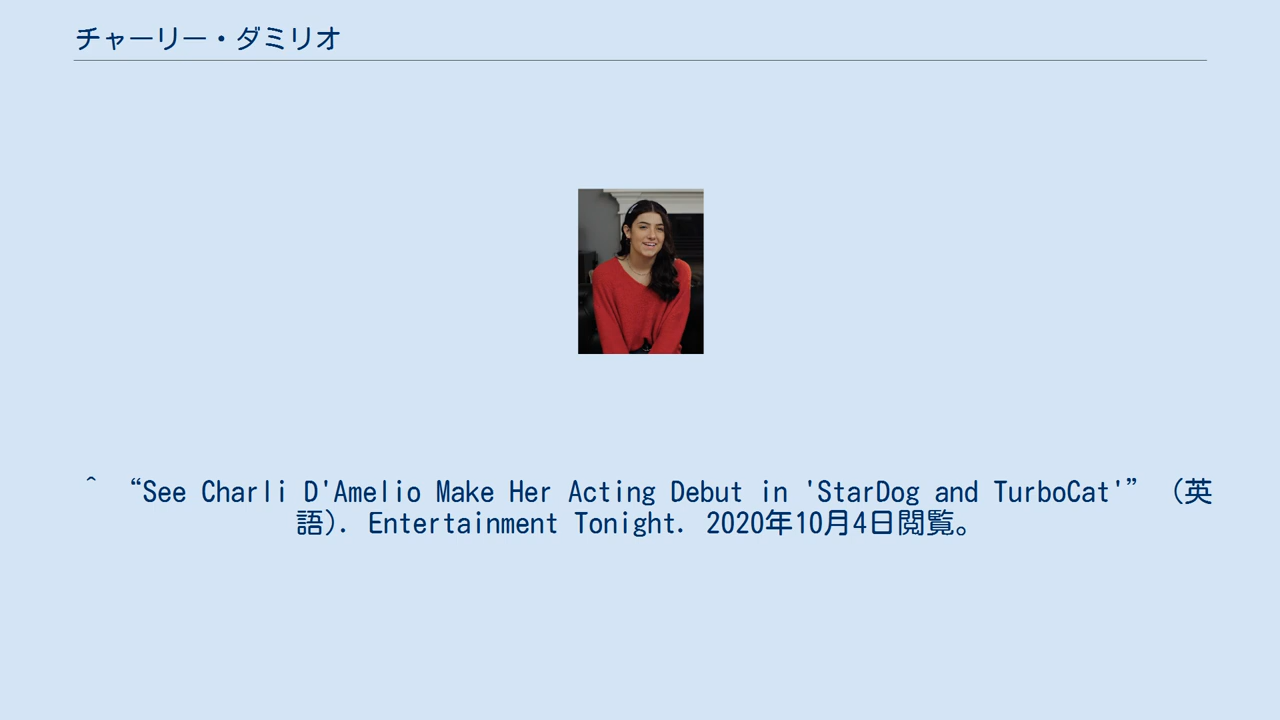 チャーリー・ダミリオ
^ “See Charli D'Amelio Make Her Acting Debut in 'StarDog and TurboCat'” (英
語). Entertainment Tonight. 2020年10月4日閲覧。